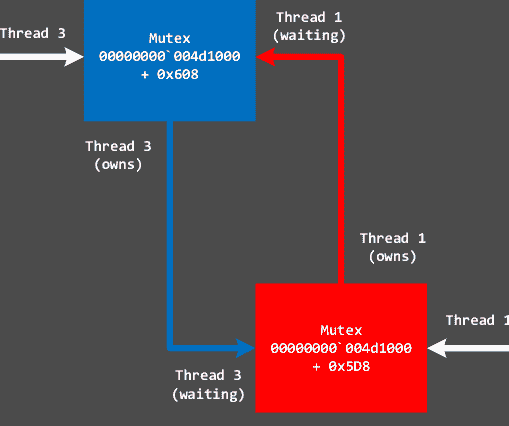 Thread 3
Mutex
00000000`004d1000
+ 0x608
Thread 1
(waiting)
Thread 3
(owns)
Thread 1
(owns)
Mutex
00000000`004d1000
+ 0x5D8
Thread 1
Thread 3
(waiting)